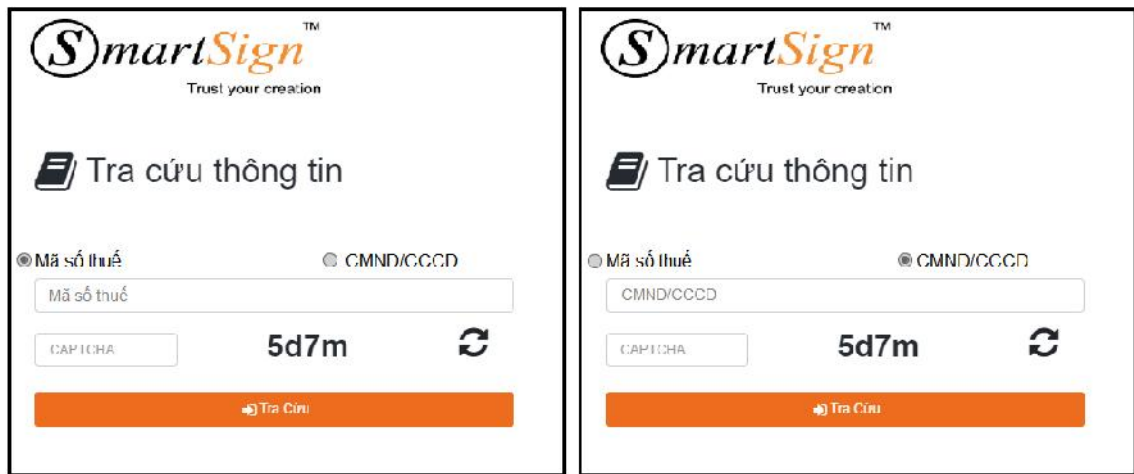 SmartSign™
Trust your creation
Tra cứu thông tin
Mã số thuế
CMND/CCCD
Mã số thuế
CAPTCHA
5d7m
Tra Cứu
SmartSign™
Trust your creation
Tra cứu thông tin
Mã số thuế
CMND/CCCD
CMND/CCCD
CAPTCHA
5d7m
Tra Cứu